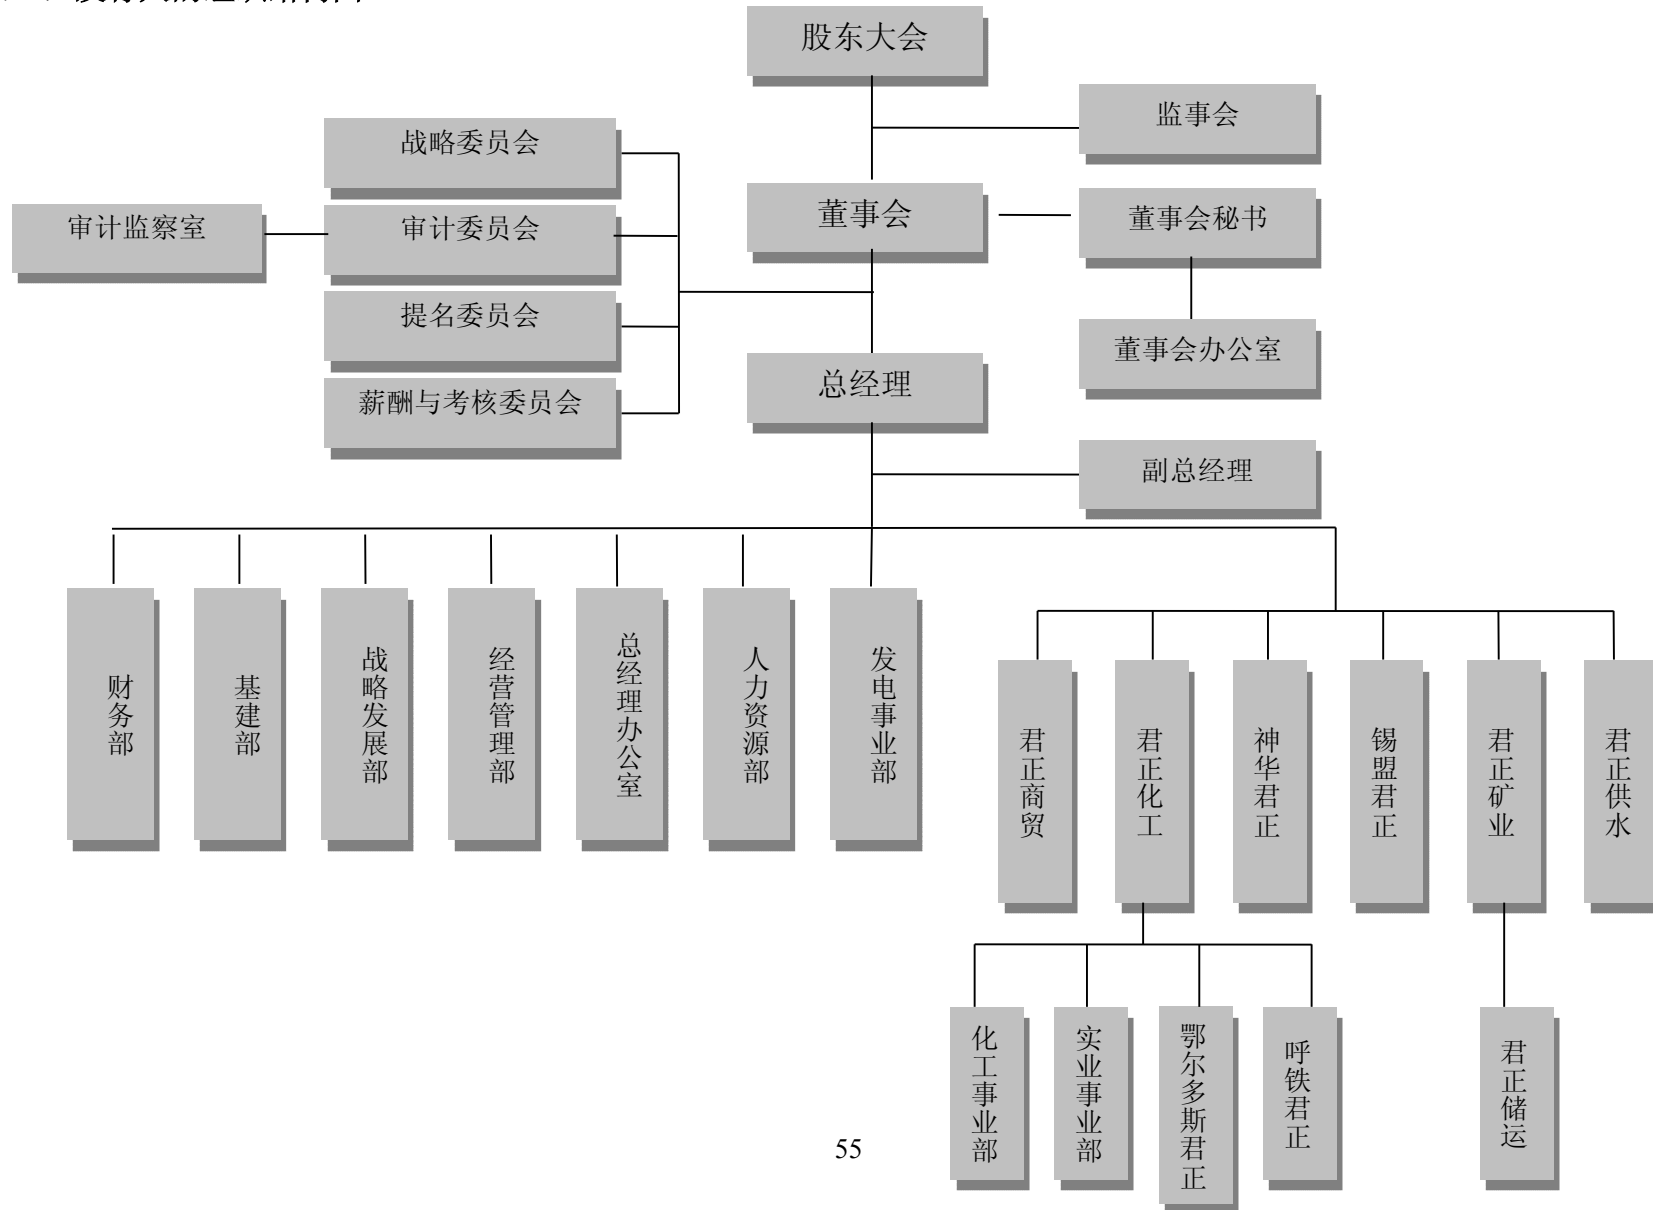 股东大会
监事会
战略委员会
董事会
董事会秘书
审计监察室
审计委员会
提名委员会
董事会办公室
总经理
薪酬与考核委员会
副总经理
财务部
基建部
战略发展部
经营管理部
总经理办公室
人力资源部
发电事业部
君正商贸
君正化工
神华君正
锡盟君正
君正矿业
君正供水
化工事业部
实业事业部
鄂尔多斯君正
呼铁君正
君正储运
55